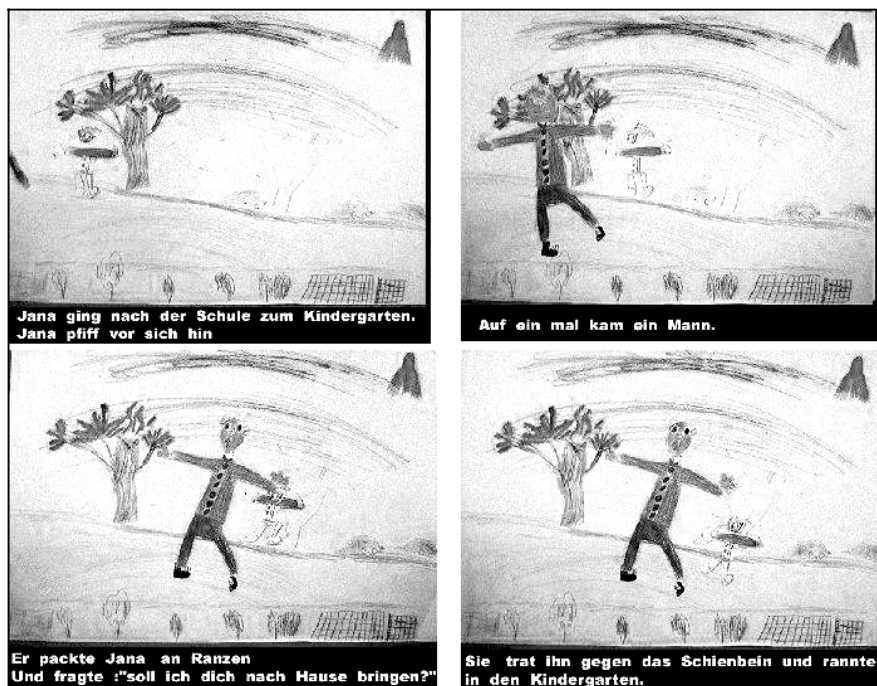 Jana ging nach der Schule zum Kindergarten.
Jana pfiff vor sich hin
Auf ein mal kam ein Mann.
Er packte Jana an Ranzen
Und fragte :"soll ich dich nach Hause bringen?"
Sie trat ihn gegen das Schienbein und rannte
in den Kindergarten.